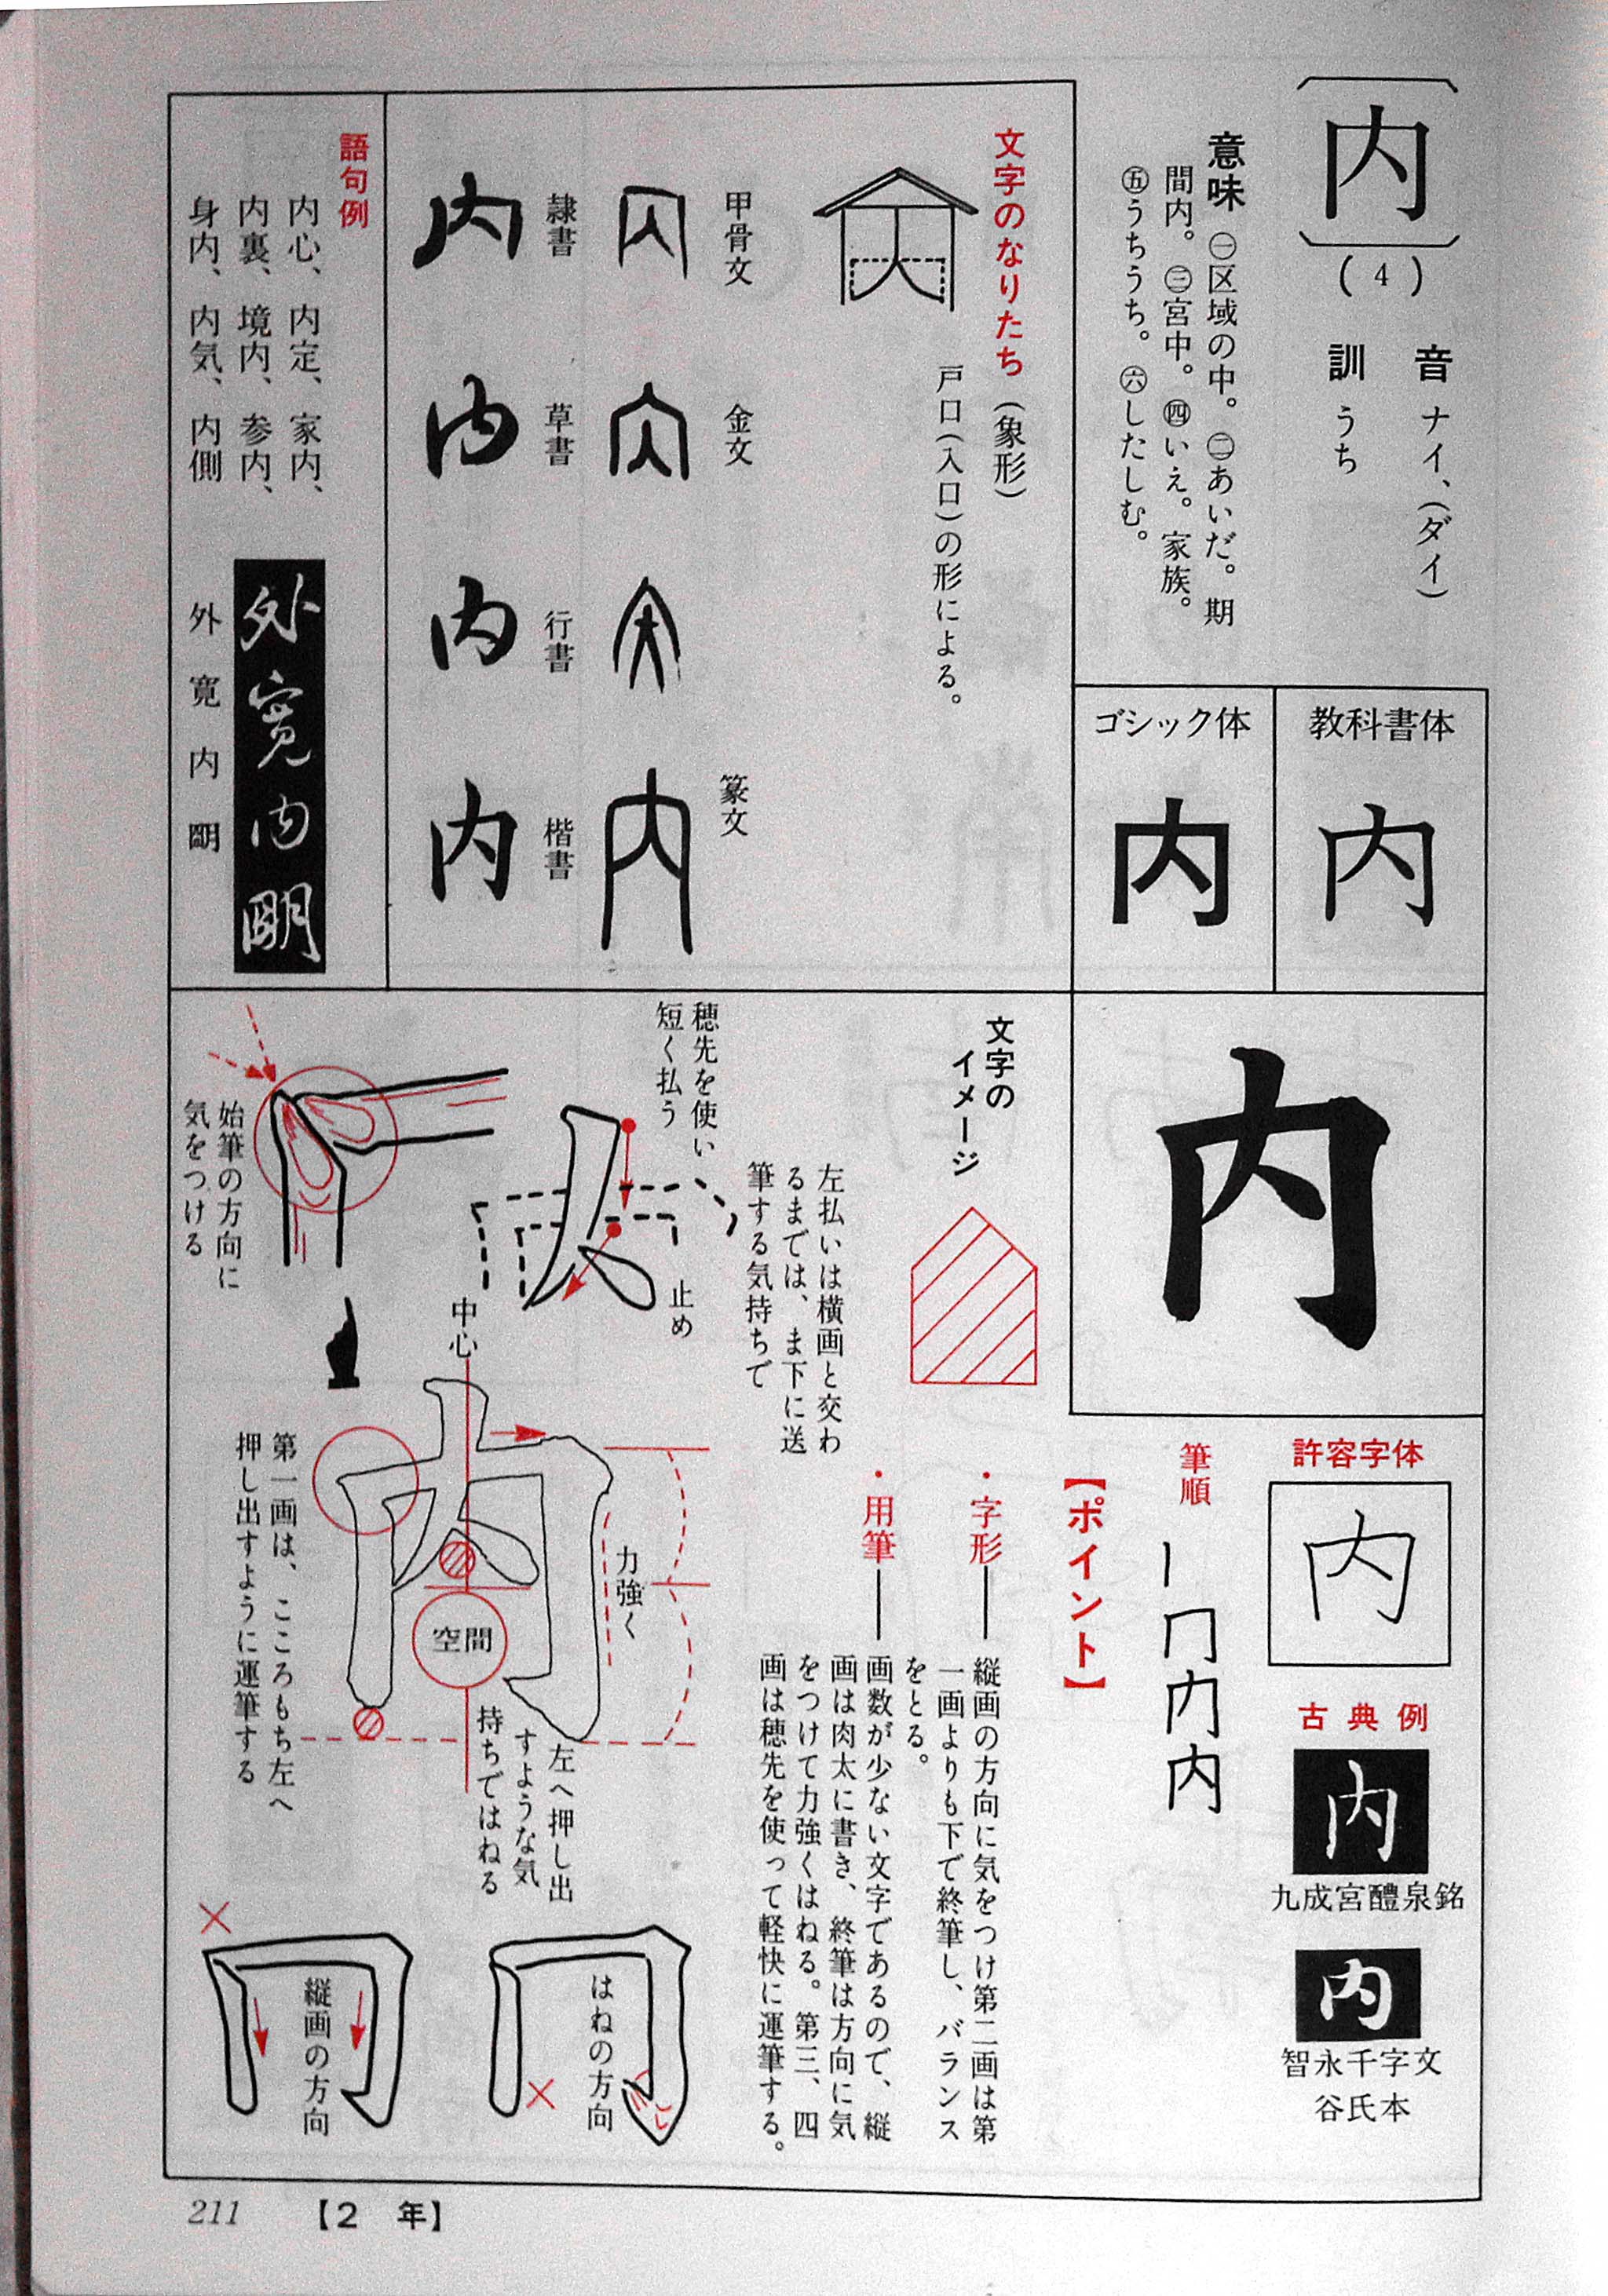 〔内〕(4)
音 ナイ、(ダイ)
訓 うち
意味 ㊀区域の中。㊁あいだ。期
間内。㊂宮中。㊃いえ。家族。
㊄うちうち。㊅したしむ。
教科書体
内
ゴシック体
内
文字のなりたち(象形)
戸口(入口)の形による。
甲骨文
金文
篆文
隷書
内
草書
内
行書
内
楷書
内
語句例
内心、内定、家内、
内裏、境内、参内、
身内、内気、内側
外寛内明
外寛内明
内
許容字体
内
古典例
内
九成宮醴泉銘
内
智永千字文
谷氏本
筆順
丨冂内内
【ポイント】
・字形——縦画の方向に気をつけ第二画は第
一画よりも下で終筆し、バランス
をとる。
・用筆——画数が少ない文字であるので、縦
画は肉太に書き、終筆は方向に気
をつけて力強くはねる。第三、四
画は穂先を使って軽快に運筆する。
文字の
イメージ
左払いは横画と交わ
るまでは、ま下に送
筆する気持ちで
穂先を使い
短く払う
止め
始筆の方向に
気をつける
中心
力強く
空間
第一画は、こころもち左へ
押し出すように運筆する
左へ押し出
すような気
持ちではねる
はねの方向
縦画の方向
211 【2 年】